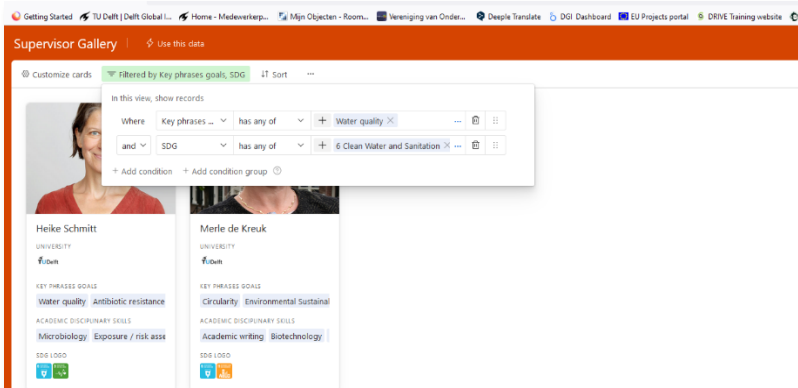 Getting Started TU Delft | Delft Global I... Home - Medewerkerp... Mijn Objecten - Room... Vereniging van Onder... Deeple Translate DGI Dashboard EU Projects portal DRIVE Training website
Supervisor Gallery Use this data
Customize cards Filtered by Key phrases goals, SDG Sort ...
In this view, show records
Where Key phrases ... has any of + Water quality × ...
and SDG has any of + 6 Clean Water and Sanitation × ...
+ Add condition + Add condition group
Heike Schmitt Merle de Kreuk
UNIVERSITY UNIVERSITY
TUDelft TUDelft
KEY PHRASES GOALS KEY PHRASES GOALS
Water quality Antibiotic resistance Circularity Environmental Sustainal
ACADEMIC DISCIPLINARY SKILLS ACADEMIC DISCIPLINARY SKILLS
Microbiology Exposure / risk asse Academic writing Biotechnology
SDG LOGO SDG LOGO